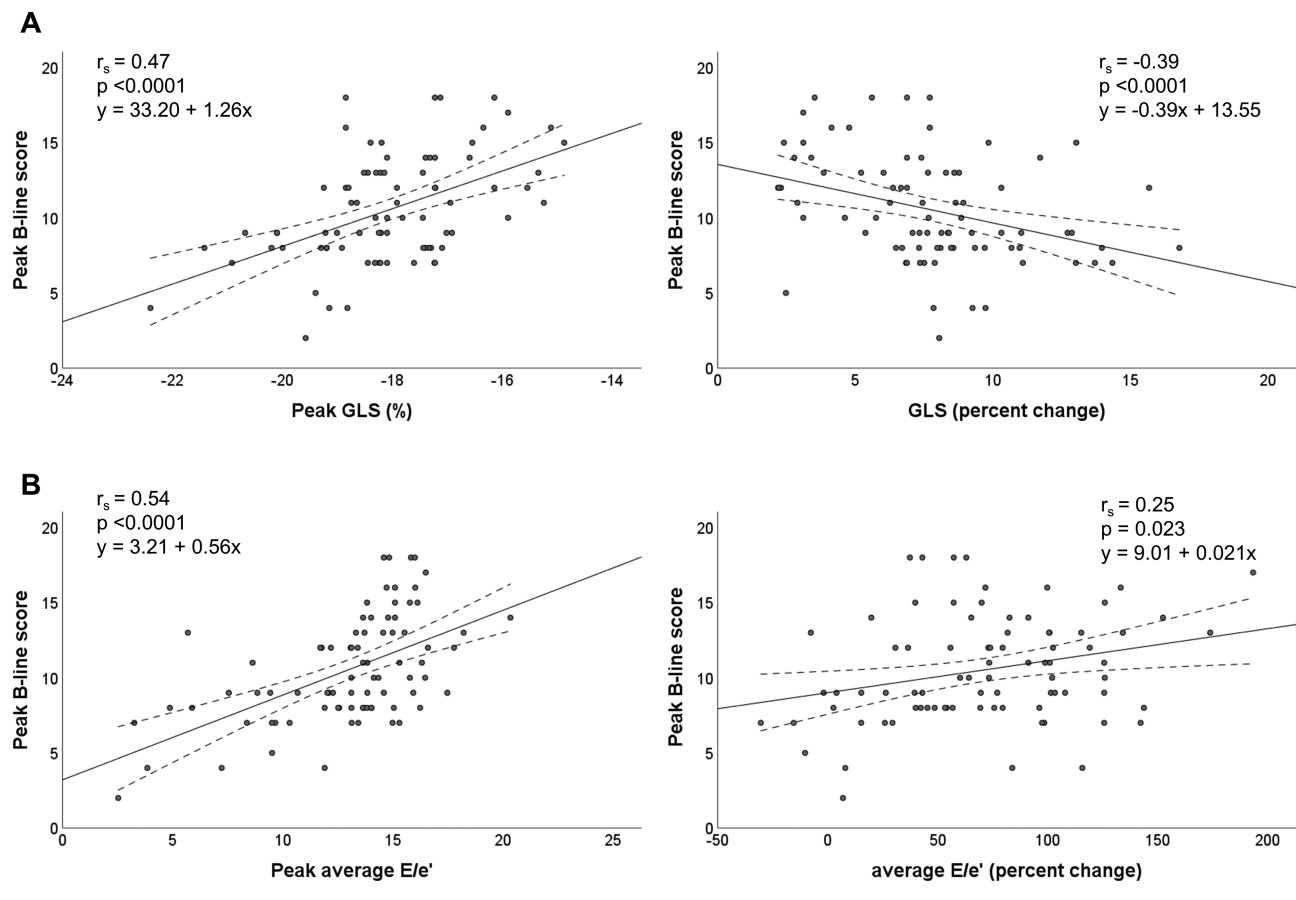 A
rs = 0.47
p <0.0001
y = 33.20 + 1.26x
Peak B-line score
20
15
10
5
0
-24 -22 -20 -18 -16 -14
Peak GLS (%)
rs = -0.39
p <0.0001
y = -0.39x + 13.55
Peak B-line score
20
15
10
5
0
0 5 10 15 20
GLS (percent change)
B
rs = 0.54
p <0.0001
y = 3.21 + 0.56x
Peak B-line score
20
15
10
5
0
0 5 10 15 20 25
Peak average E/e'
rs = 0.25
p = 0.023
y = 9.01 + 0.021x
Peak B-line score
20
15
10
5
0
-50 0 50 100 150 200
average E/e' (percent change)